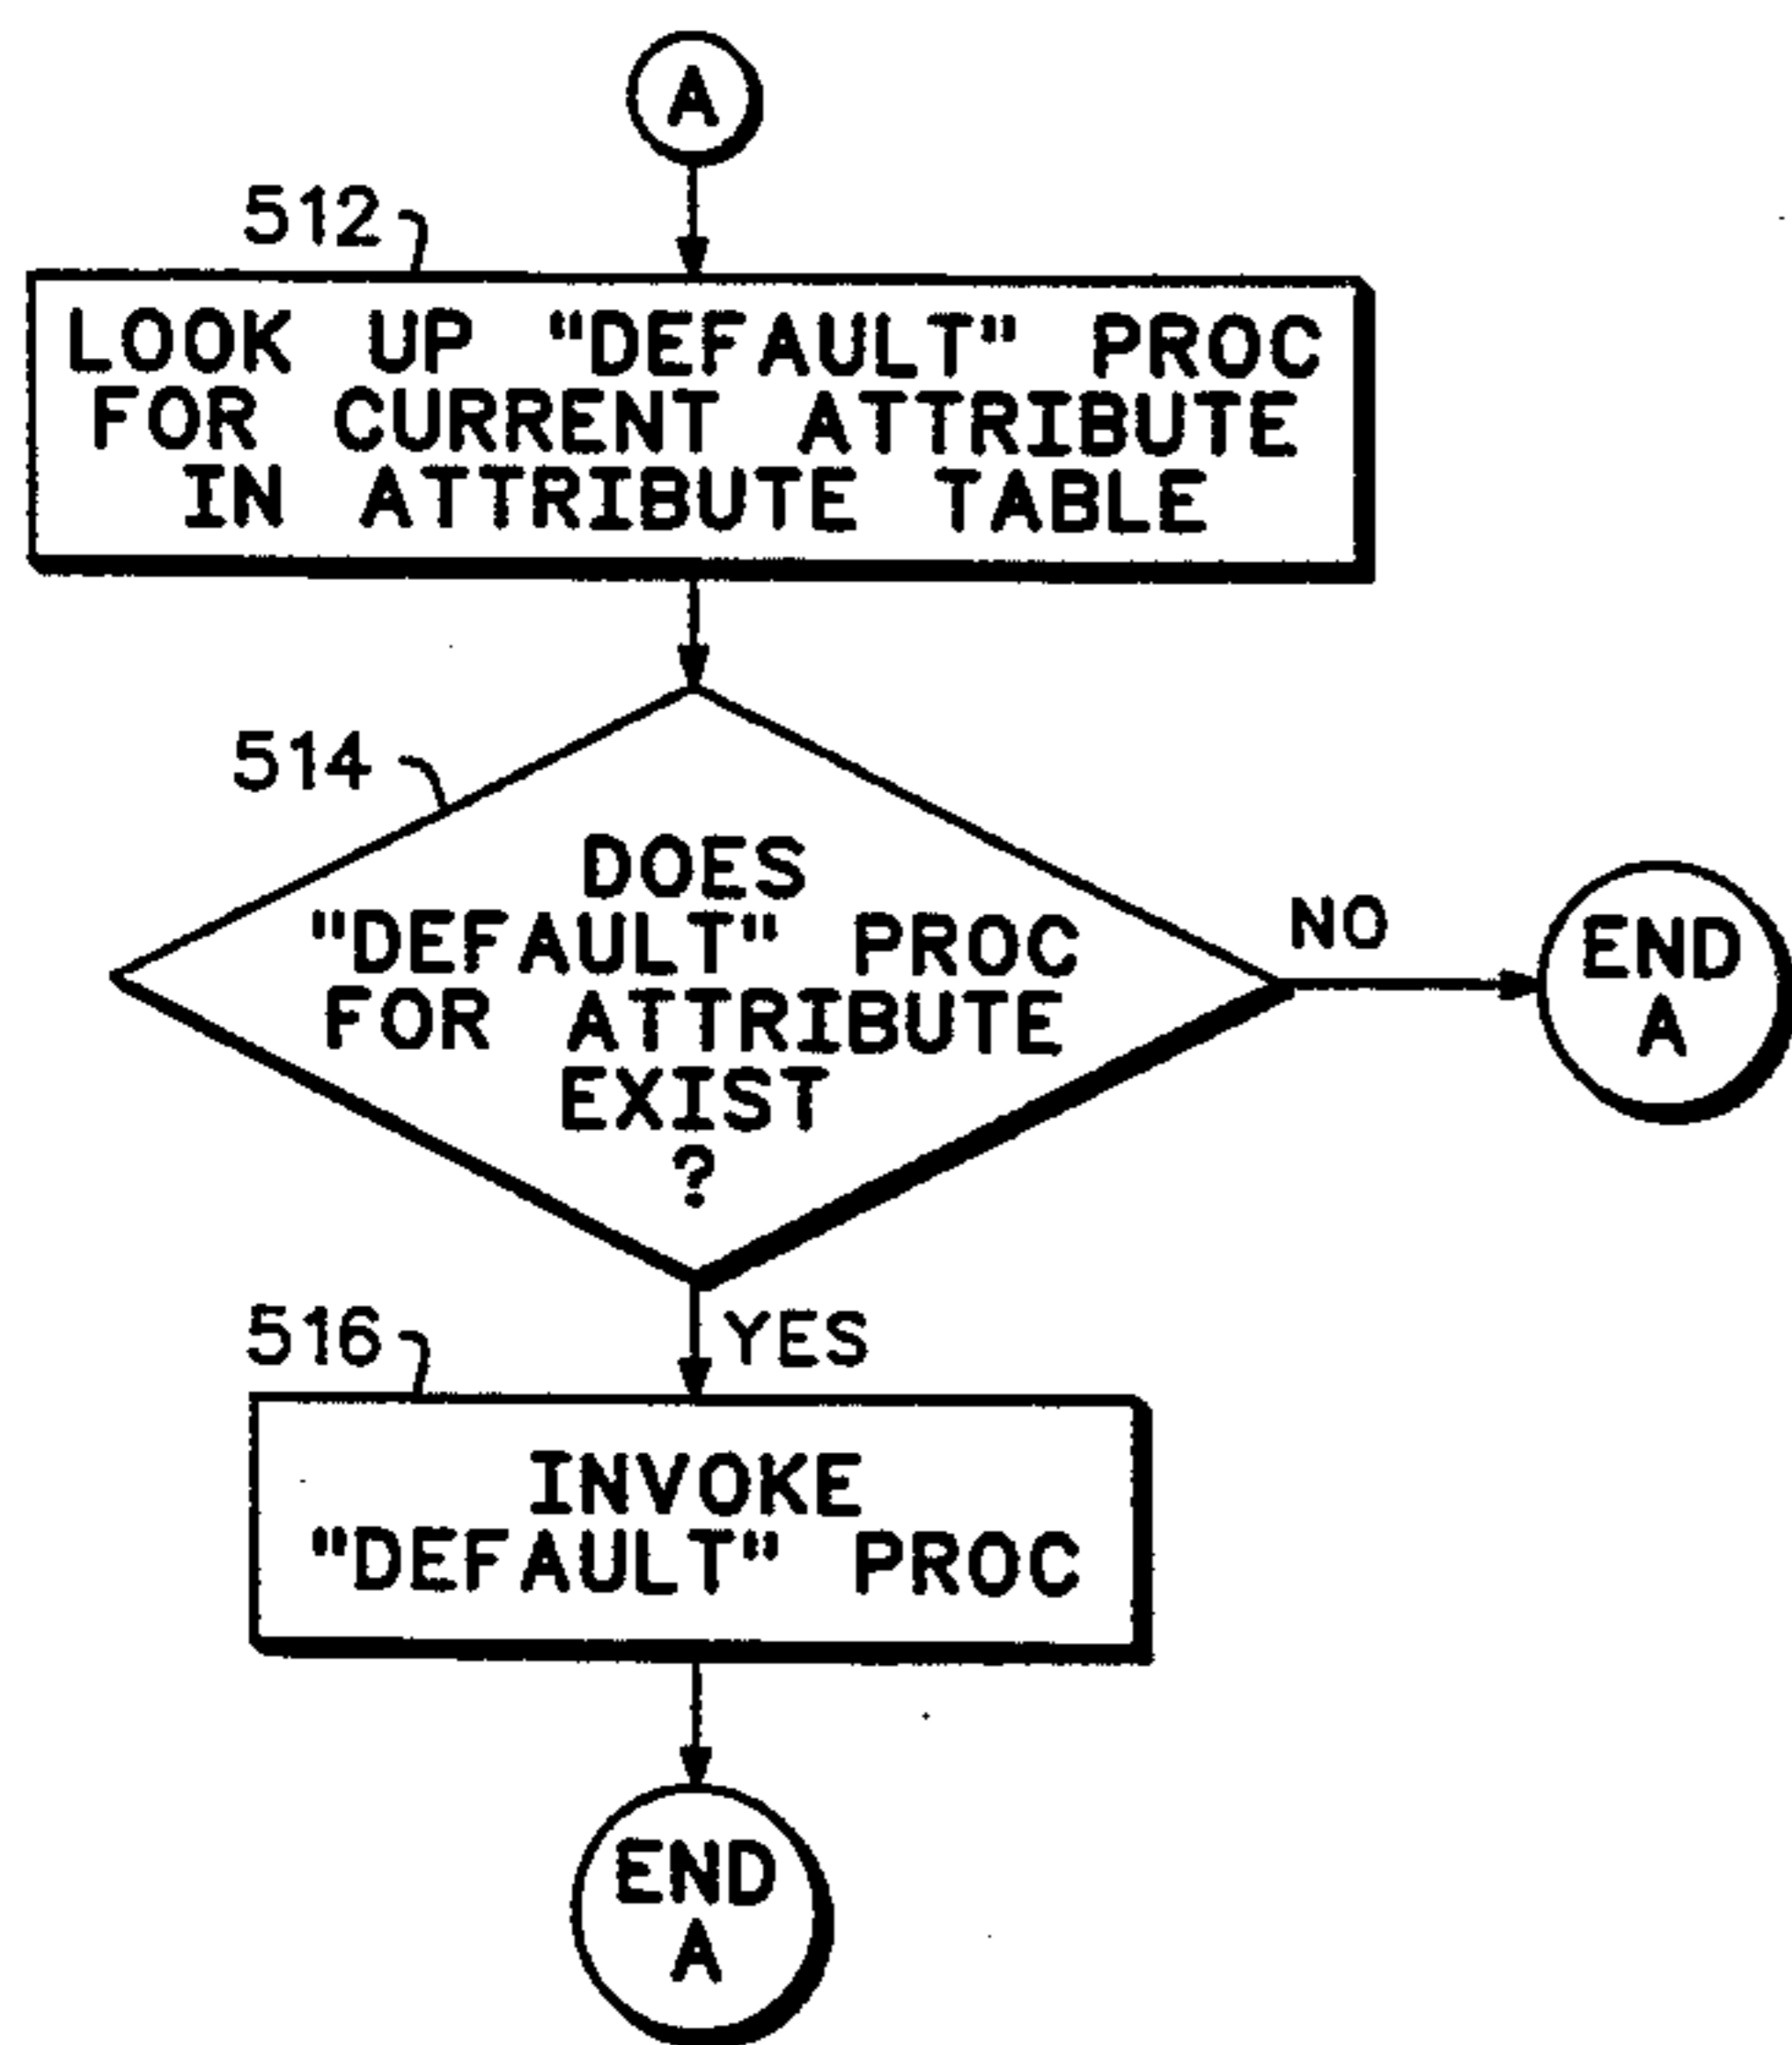 A
512
LOOK UP "DEFAULT" PROC
FOR CURRENT ATTRIBUTE
IN ATTRIBUTE TABLE
514
DOES
"DEFAULT" PROC
FOR ATTRIBUTE
EXIST
?
NO
END
A
YES
516
INVOKE
"DEFAULT" PROC
END
A